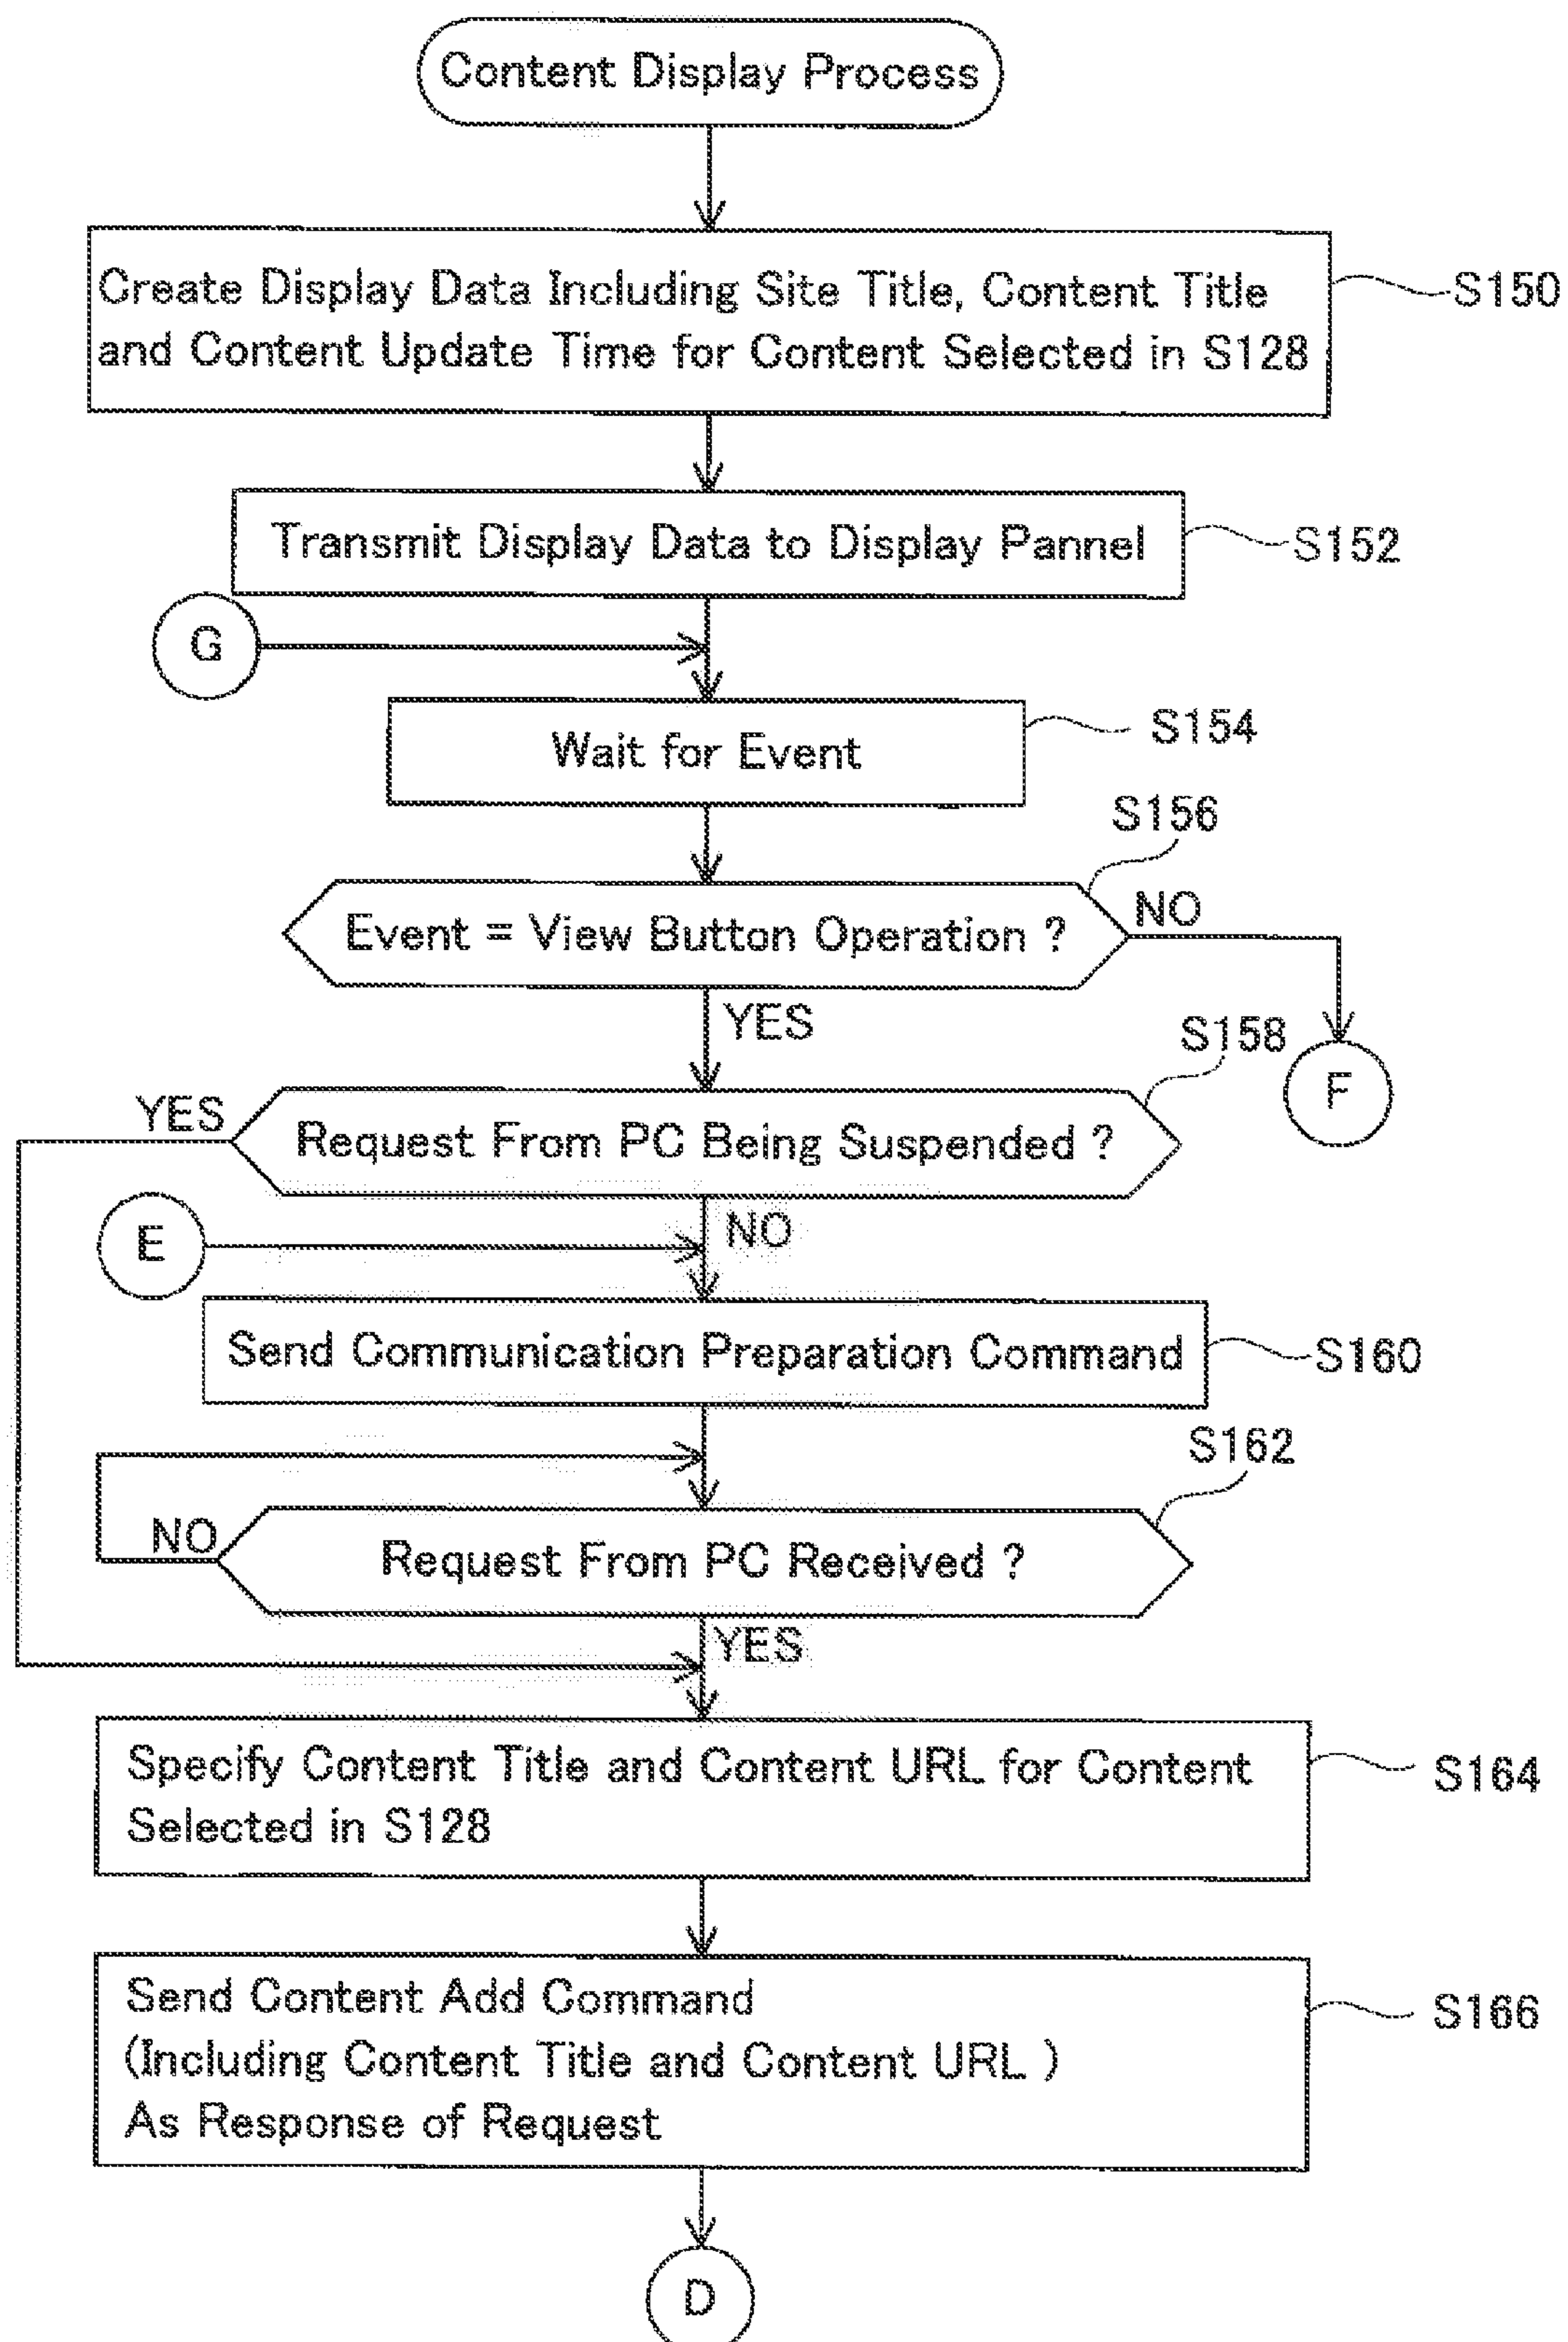 Content Display Process
Create Display Data Including Site Title, Content Title
and Content Update Time for Content Selected in S128
S150
Transmit Display Data to Display Pannel
S152
G
Wait for Event
S154
S156
Event = View Button Operation ?
NO
YES
F
S158
YES
Request From PC Being Suspended ?
NO
E
Send Communication Preparation Command
S160
S162
NO
Request From PC Received ?
YES
Specify Content Title and Content URL for Content
Selected in S128
S164
Send Content Add Command
(Including Content Title and Content URL )
As Response of Request
S166
D